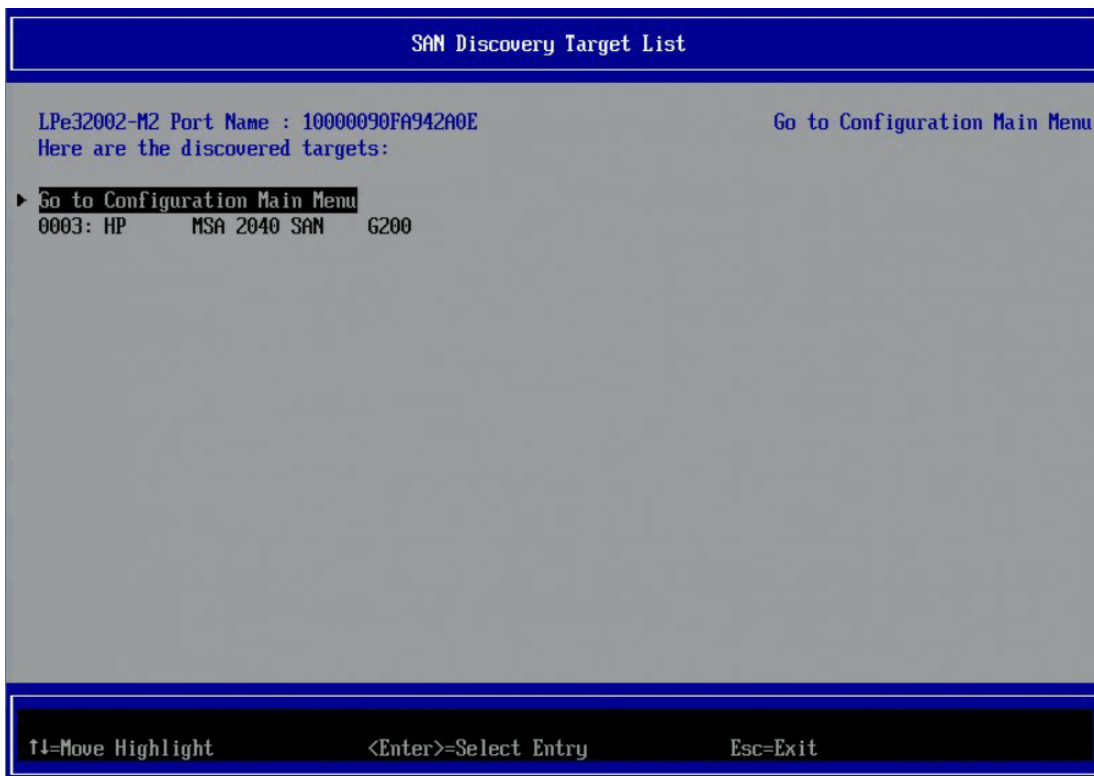 SAN Discovery Target List
LPe32002-M2 Port Name : 10000090FA942A0E
Go to Configuration Main Menu
Here are the discovered targets:
Go to Configuration Main Menu
0003: HP MSA 2040 SAN G200
↑↓=Move Highlight <Enter>=Select Entry Esc=Exit